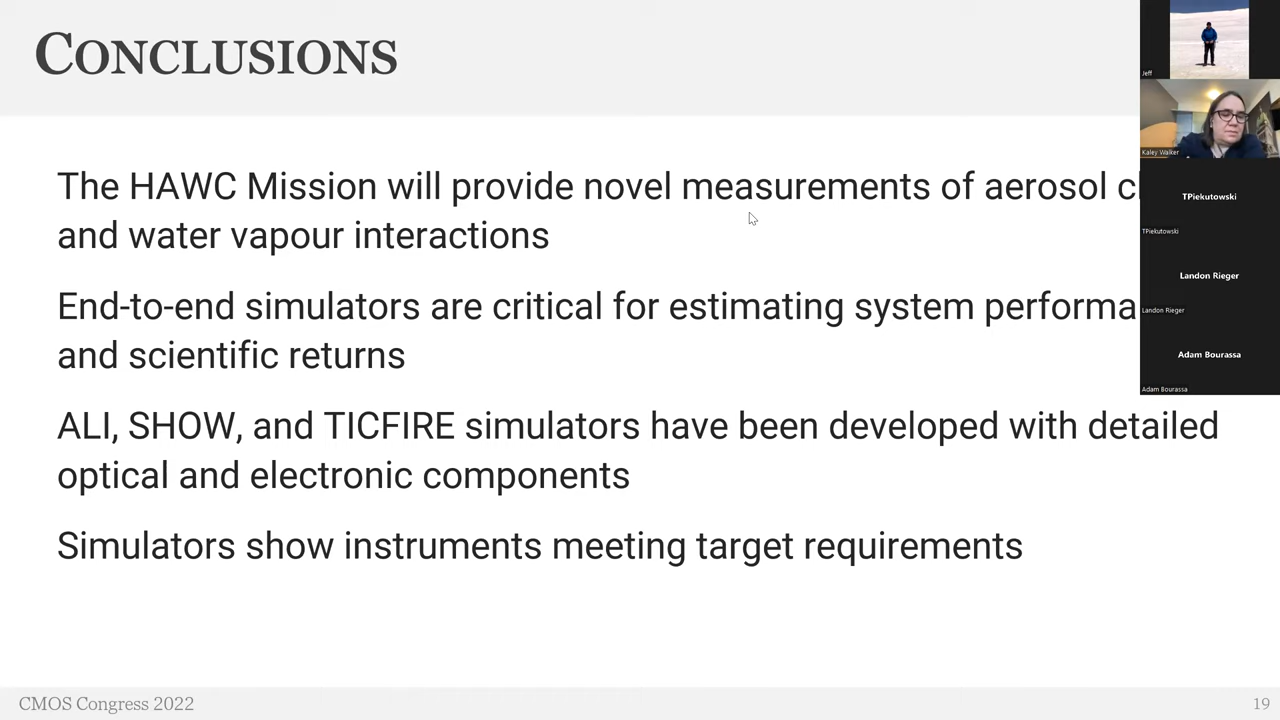 CONCLUSIONS
The HAWC Mission will provide novel measurements of aerosol
and water vapour interactions
End-to-end simulators are critical for estimating system
and scientific returns
ALI, SHOW, and TICFIRE simulators have been developed with detailed
optical and electronic components
Simulators show instruments meeting target requirements
CMOS Congress 2022
19
Jeff
Kaley Walker
TPiekutowski
TPiekutowski
Landon Rieger
Landon Rieger
Adam Bourassa
Adam Bourassa